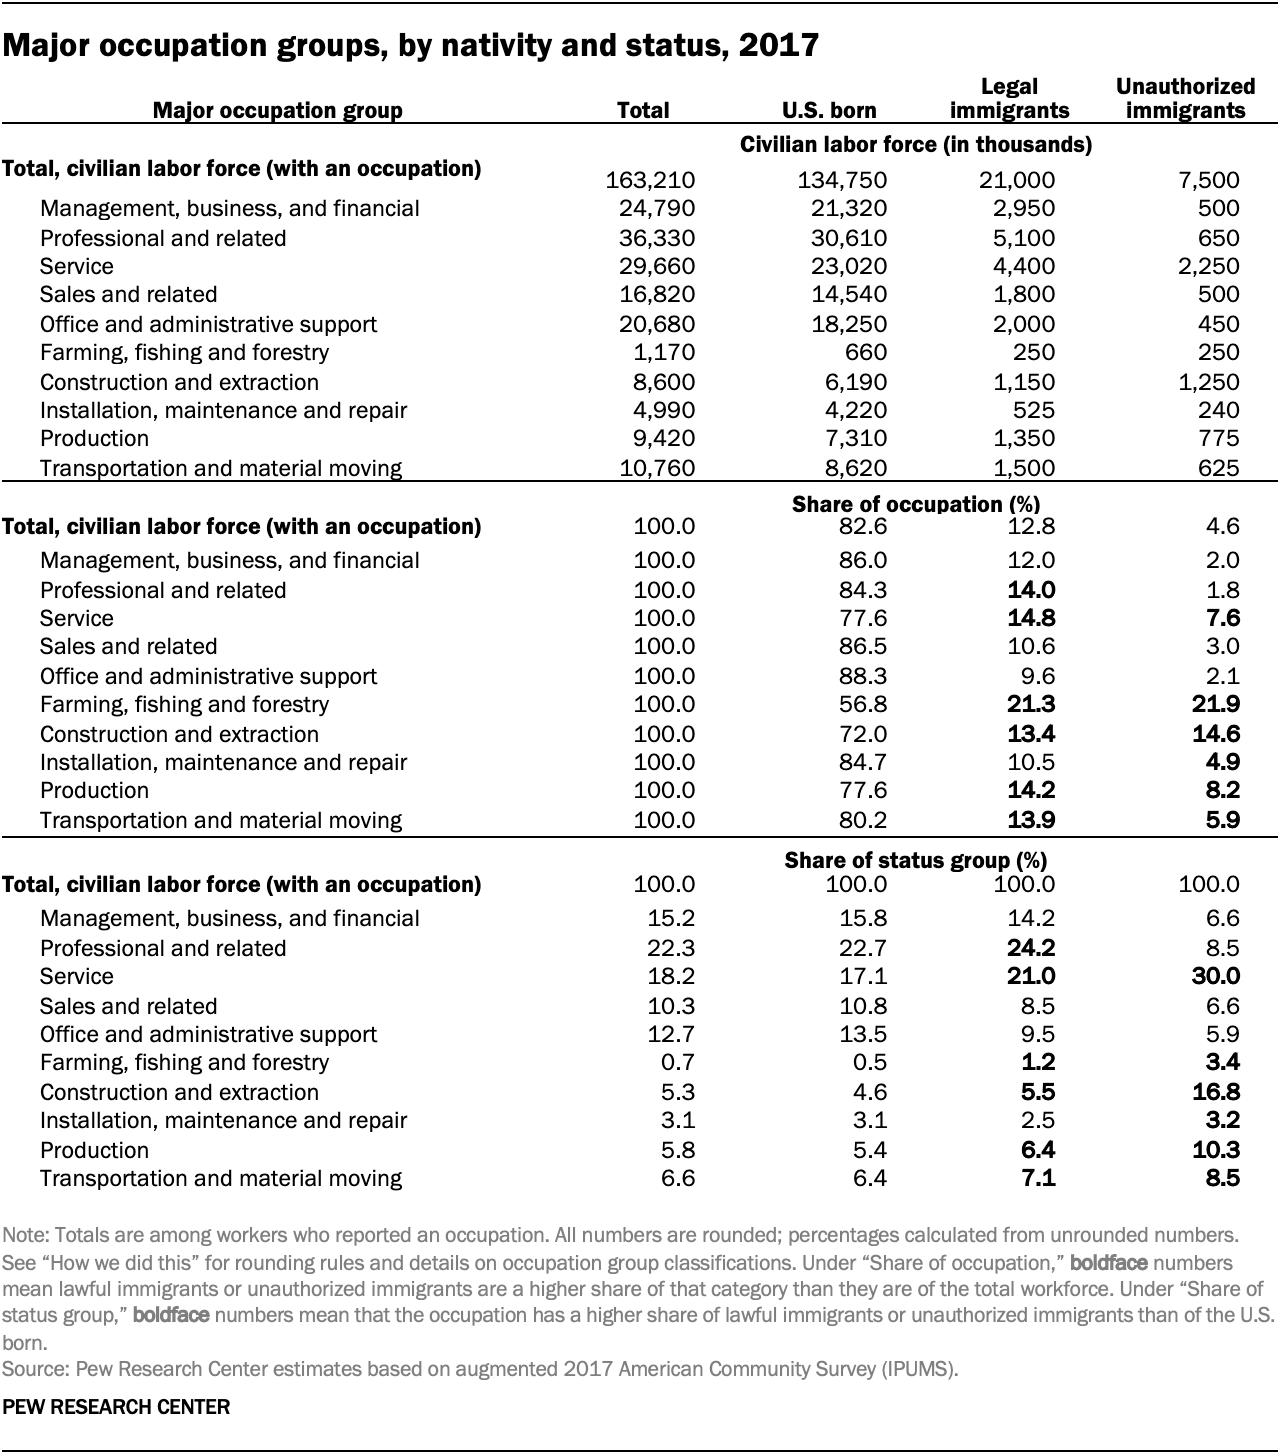 Major occupation groups, by nativity and status, 2017
Legal Unauthorized
Major occupation group Total U.S. born immigrants immigrants
Civilian labor force (in thousands)
Total, civilian labor force (with an occupation) 163,210 134,750 21,000 7,500
Management, business, and financial 24,790 21,320 2,950 500
Professional and related 36,330 30,610 5,100 650
Service 29,660 23,020 4,400 2,250
Sales and related 16,820 14,540 1,800 500
Office and administrative support 20,680 18,250 2,000 450
Farming, fishing and forestry 1,170 660 250 250
Construction and extraction 8,600 6,190 1,150 1,250
Installation, maintenance and repair 4,990 4,220 525 240
Production 9,420 7,310 1,350 775
Transportation and material moving 10,760 8,620 1,500 625
Share of occupation (%)
Total, civilian labor force (with an occupation) 100.0 82.6 12.8 4.6
Management, business, and financial 100.0 86.0 12.0 2.0
Professional and related 100.0 84.3 14.0 1.8
Service 100.0 77.6 14.8 7.6
Sales and related 100.0 86.5 10.6 3.0
Office and administrative support 100.0 88.3 9.6 2.1
Farming, fishing and forestry 100.0 56.8 21.3 21.9
Construction and extraction 100.0 72.0 13.4 14.6
Installation, maintenance and repair 100.0 84.7 10.5 4.9
Production 100.0 77.6 14.2 8.2
Transportation and material moving 100.0 80.2 13.9 5.9
Share of status group (%)
Total, civilian labor force (with an occupation) 100.0 100.0 100.0 100.0
Management, business, and financial 15.2 15.8 14.2 6.6
Professional and related 22.3 22.7 24.2 8.5
Service 18.2 17.1 21.0 30.0
Sales and related 10.3 10.8 8.5 6.6
Office and administrative support 12.7 13.5 9.5 5.9
Farming, fishing and forestry 0.7 0.5 1.2 3.4
Construction and extraction 5.3 4.6 5.5 16.8
Installation, maintenance and repair 3.1 3.1 2.5 3.2
Production 5.8 5.4 6.4 10.3
Transportation and material moving 6.6 6.4 7.1 8.5
Note: Totals are among workers who reported an occupation. All numbers are rounded; percentages calculated from unrounded numbers.
See “How we did this” for rounding rules and details on occupation group classifications. Under “Share of occupation,” boldface numbers
mean lawful immigrants or unauthorized immigrants are a higher share of that category than they are of the total workforce. Under “Share of
status group,” boldface numbers mean that the occupation has a higher share of lawful immigrants or unauthorized immigrants than of the U.S.
born.
Source: Pew Research Center estimates based on augmented 2017 American Community Survey (IPUMS).
PEW RESEARCH CENTER